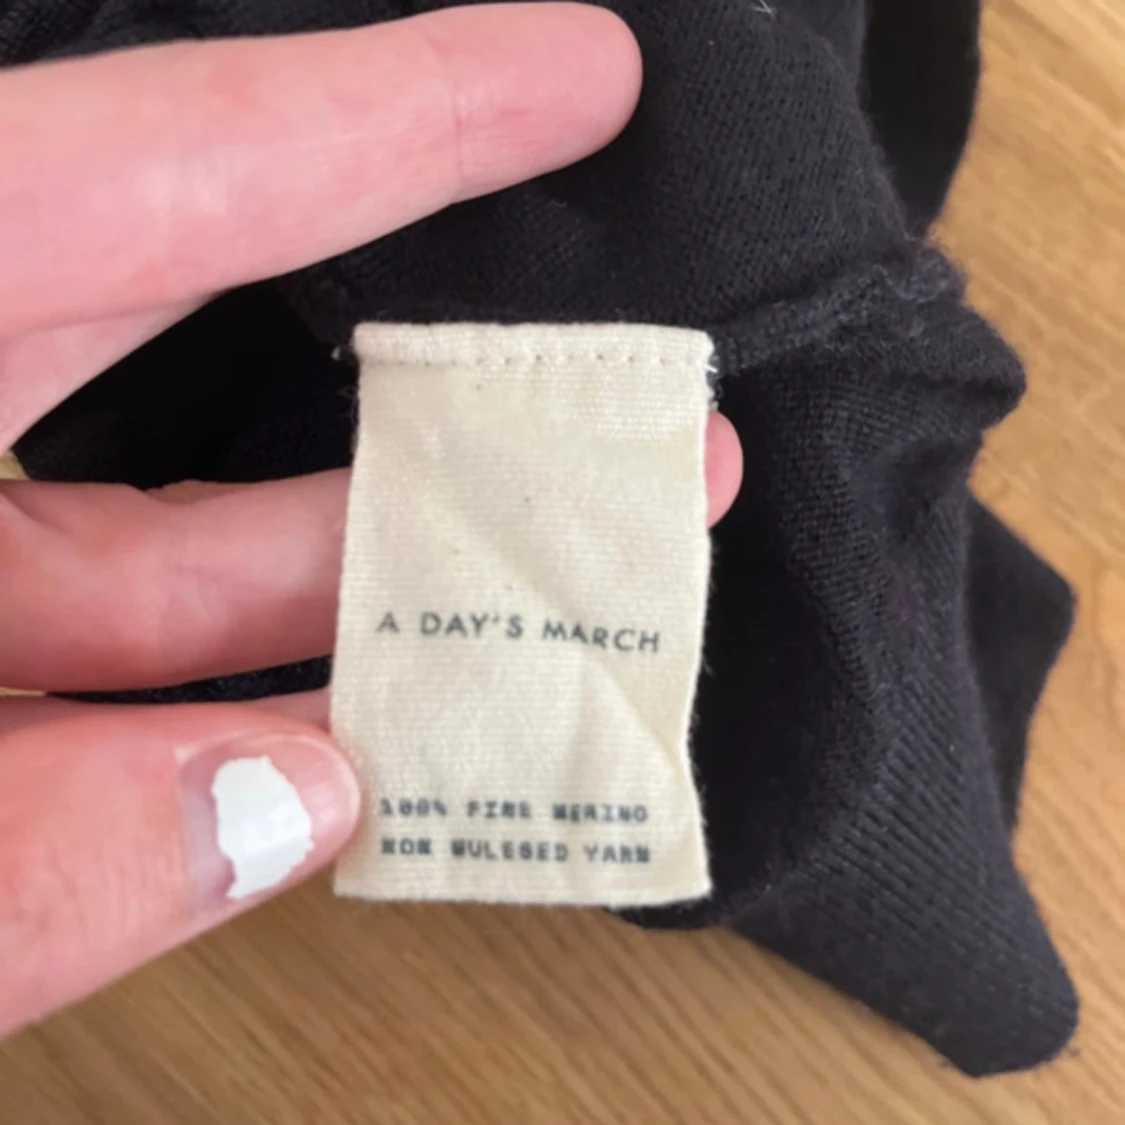 A DAY'S MARCH
100% FINE MERINO
NON MULESED YARN